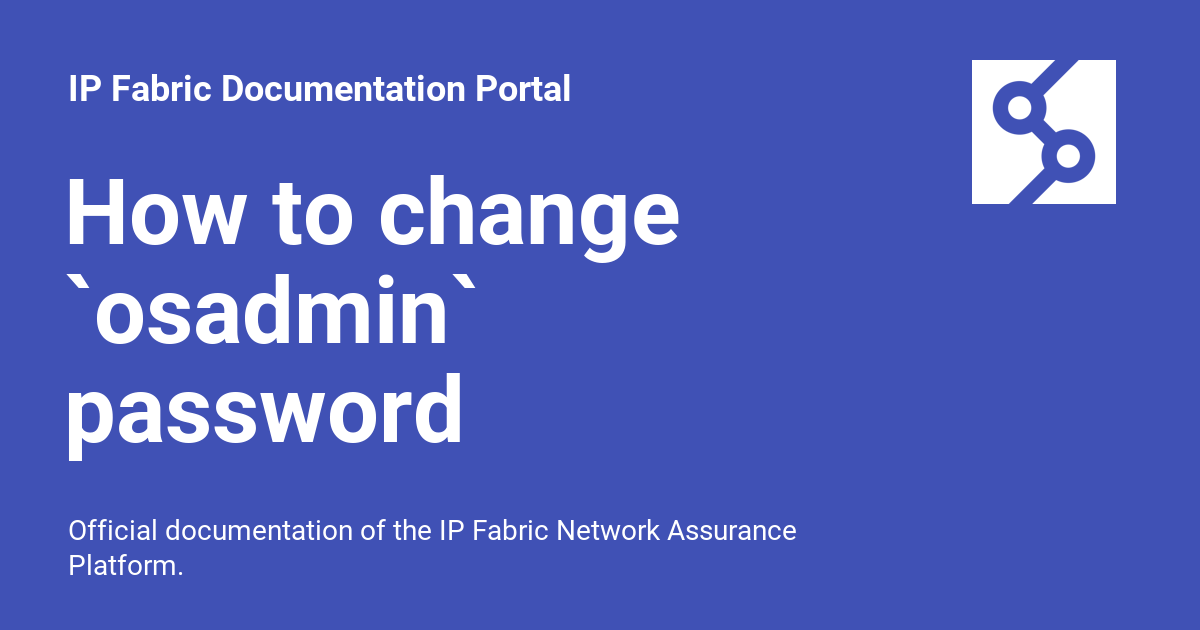 IP Fabric Documentation Portal
How to change
`osadmin`
password
Official documentation of the IP Fabric Network Assurance
Platform.